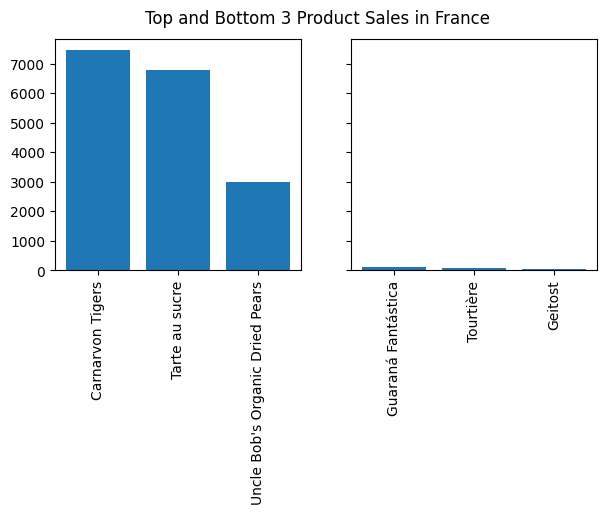 Top and Bottom 3 Product Sales in France
7000
6000
5000
4000
3000
2000
1000
0
Carnarvon Tigers
Tarte au sucre
Uncle Bob's Organic Dried Pears
Guaraná Fantástica
Tourtière
Geitost